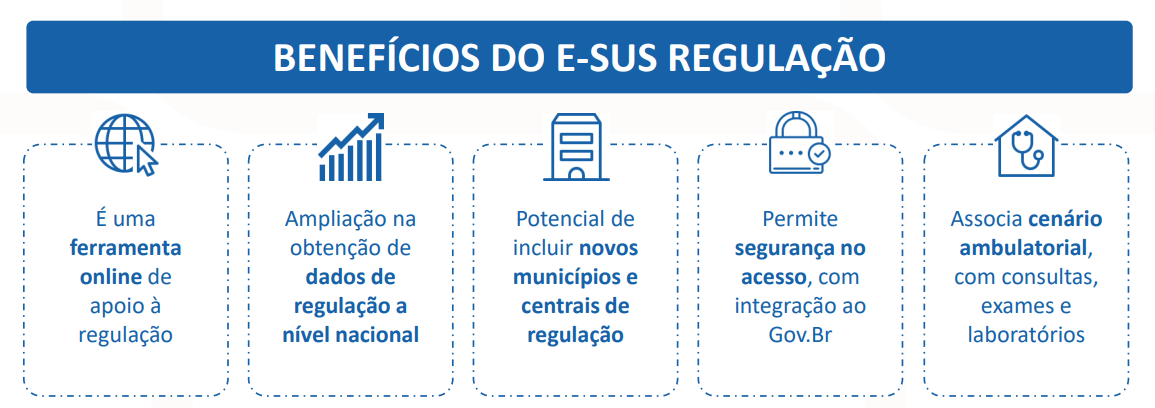 BENEFÍCIOS DO E-SUS REGULAÇÃO
É uma
ferramenta
online de
apoio à
regulação
Ampliação na
obtenção de
dados de
regulação a
nível nacional
Potencial de
incluir novos
municípios e
centrais de
regulação
Permite
segurança no
acesso, com
integração ao
Gov.Br
Associa cenário
ambulatorial,
com consultas,
exames e
laboratórios